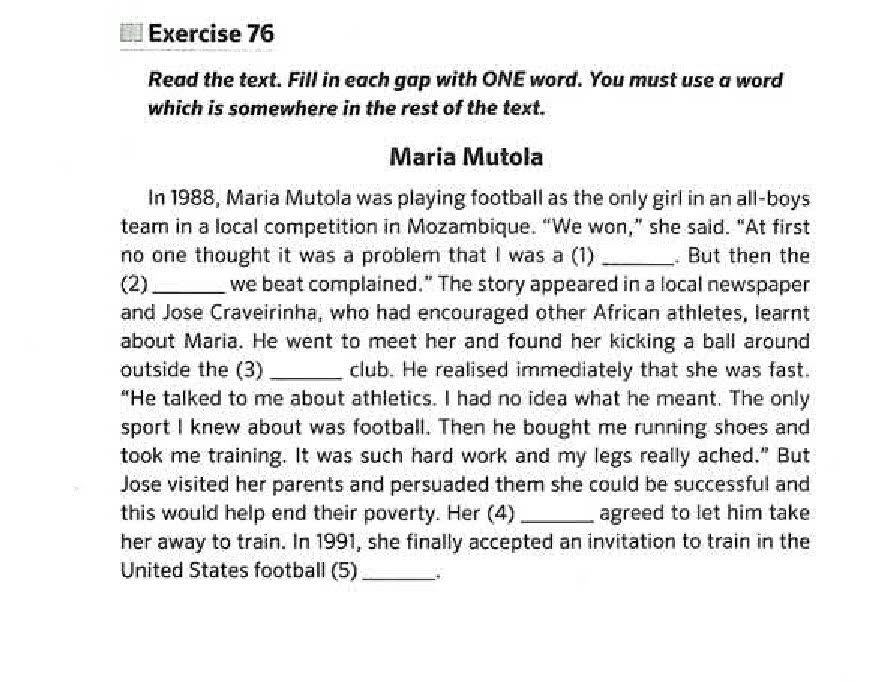 Exercise 76
Read the text. Fill in each gap with ONE word. You must use a word
which is somewhere in the rest of the text.
Maria Mutola
In 1988, Maria Mutola was playing football as the only girl in an all-boys
team in a local competition in Mozambique. “We won,” she said. “At first
no one thought it was a problem that I was a (1) _______. But then the
(2) _______ we beat complained.” The story appeared in a local newspaper
and Jose Craveirinha, who had encouraged other African athletes, learnt
about Maria. He went to meet her and found her kicking a ball around
outside the (3) _______ club. He realised immediately that she was fast.
“He talked to me about athletics. I had no idea what he meant. The only
sport I knew about was football. Then he bought me running shoes and
took me training. It was such hard work and my legs really ached.” But
Jose visited her parents and persuaded them she could be successful and
this would help end their poverty. Her (4) _______ agreed to let him take
her away to train. In 1991, she finally accepted an invitation to train in the
United States football (5) _______.